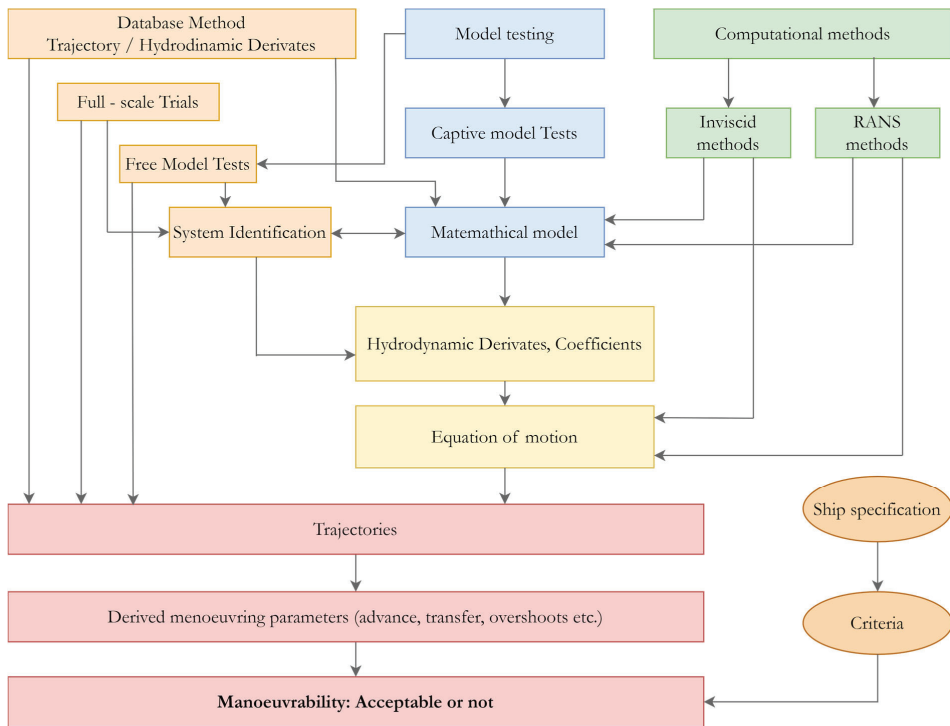 Database Method
Trajectory / Hydrodinamic Derivates
Model testing
Computational methods
Full - scale Trials
Captive model Tests
Inviscid
methods
RANS
methods
Free Model Tests
System Identification
Matemathical model
Hydrodynamic Derivates, Coefficients
Equation of motion
Ship specification
Trajectories
Derived menoeuvring parameters (advance, transfer, overshoots etc.)
Criteria
Manoeuvrability: Acceptable or not